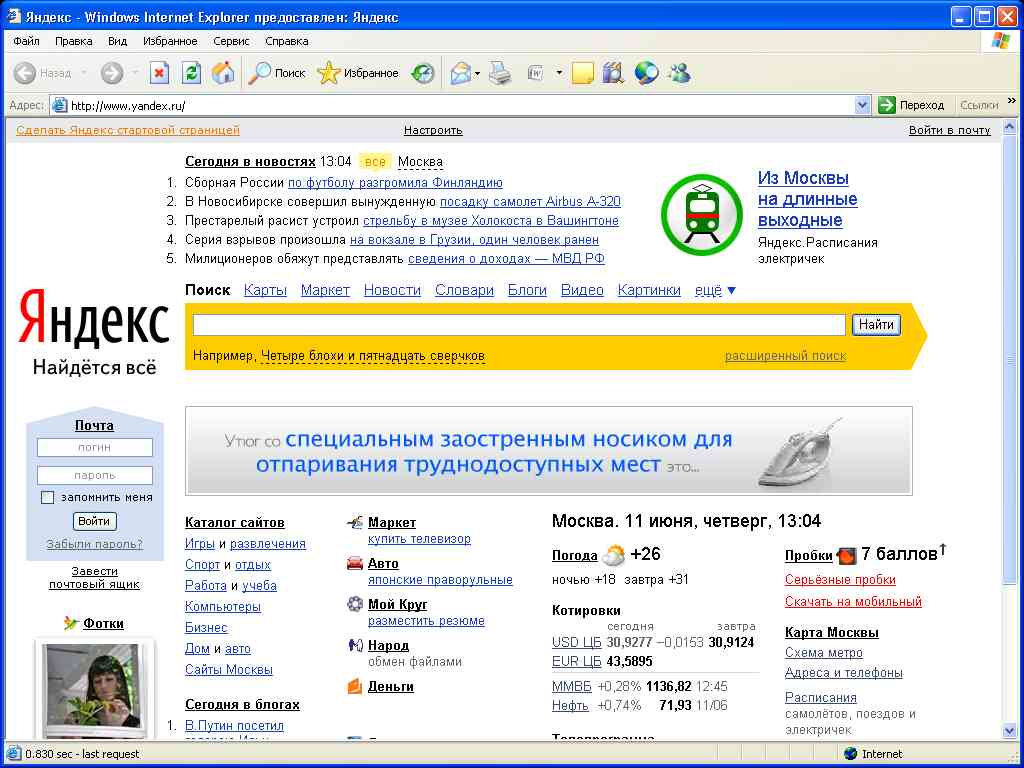 Яндекс - Windows Internet Explorer предоставлен: Яндекс
Файл Правка Вид Избранное Сервис Справка
Назад Поиск Избранное
Адрес: http://www.yandex.ru/ Переход Ссылки »
Сделать Яндекс стартовой страницей Настроить Войти в почту
Сегодня в новостях 13:04 все Москва
1. Сборная России по футболу разгромила Финляндию
2. В Новосибирске совершил вынужденную посадку самолет Airbus A-320
3. Престарелый расист устроил стрельбу в музее Холокоста в Вашингтоне
4. Серия взрывов произошла на вокзале в Грузии, один человек ранен
5. Милиционеров обяжут представлять сведения о доходах — МВД РФ
Из Москвы
на длинные
выходные
Яндекс.Расписания
электричек
Яндекс
Найдётся всё
Поиск Карты Маркет Новости Словари Блоги Видео Картинки ещё ▼
Найти
Например, Четыре блохи и пятнадцать сверчков расширенный поиск
Почта
логин
пароль
запомнить меня
Войти
Забыли пароль?
Завести
почтовый ящик
Фотки
Утюг со специальным заостренным носиком для
отпаривания труднодоступных мест это...
Каталог сайтов
Игры и развлечения
Спорт и отдых
Работа и учеба
Компьютеры
Бизнес
Дом и авто
Сайты Москвы
Сегодня в блогах
1. В.Путин посетил
галерею Ильи
Маркет
купить телевизор
Авто
японские праворульные
Мой Круг
разместить резюме
Народ
обмен файлами
Деньги
Москва. 11 июня, четверг, 13:04
Погода +26
ночью +18 завтра +31
Котировки
сегодня завтра
USD ЦБ 30,9277 −0,0153 30,9124
EUR ЦБ 43,5895
ММВБ +0,28% 1136,82 12:45
Нефть +0,74% 71,93 11/06
Телепрограмма
Пробки 7 баллов↑
Серьёзные пробки
Скачать на мобильный
Карта Москвы
Схема метро
Адреса и телефоны
Расписания
самолётов, поездов и
электричек
0.830 sec - last request Internet